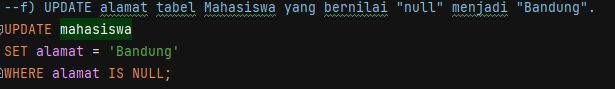 --f) UPDATE alamat tabel Mahasiswa yang bernilai "null" menjadi "Bandung".
UPDATE mahasiswa
SET alamat = 'Bandung'
WHERE alamat IS NULL;